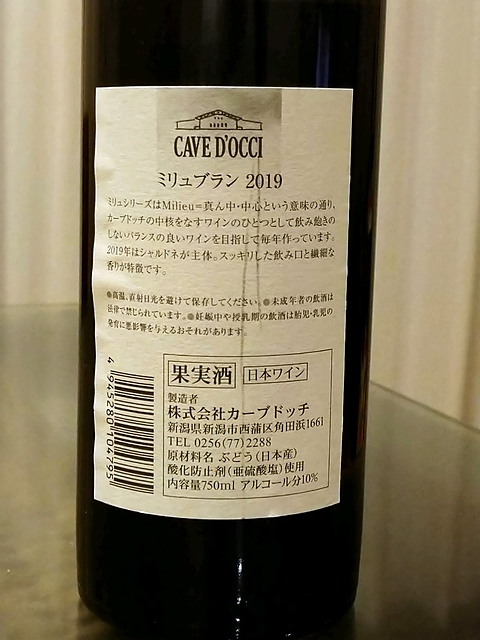 CAVE D'OCCI
ミリュブラン 2019
ミリュシリーズはMilieu=真ん中・中心という意味の通り、
カーブドッチの中核をなすワインのひとつとして飲み飽きの
しないバランスの良いワインを目指して毎年作っています。
2019年はシャルドネが主体。スッキリした飲み口と繊細な
香りが特徴です。
●高温、直射日光を避けて保存してください。●未成年者の飲酒は
法律で禁じられています。●妊娠中や授乳期の飲酒は胎児・乳児の
発育に悪影響を与えるおそれがあります。
果実酒 日本ワイン
製造者
株式会社カーブドッチ
新潟県新潟市西蒲区角田浜1661
TEL 0256(77)2288
原材料名 ぶどう(日本産)
酸化防止剤(亜硫酸塩)使用
内容量750ml アルコール分10%
4 945280 104195